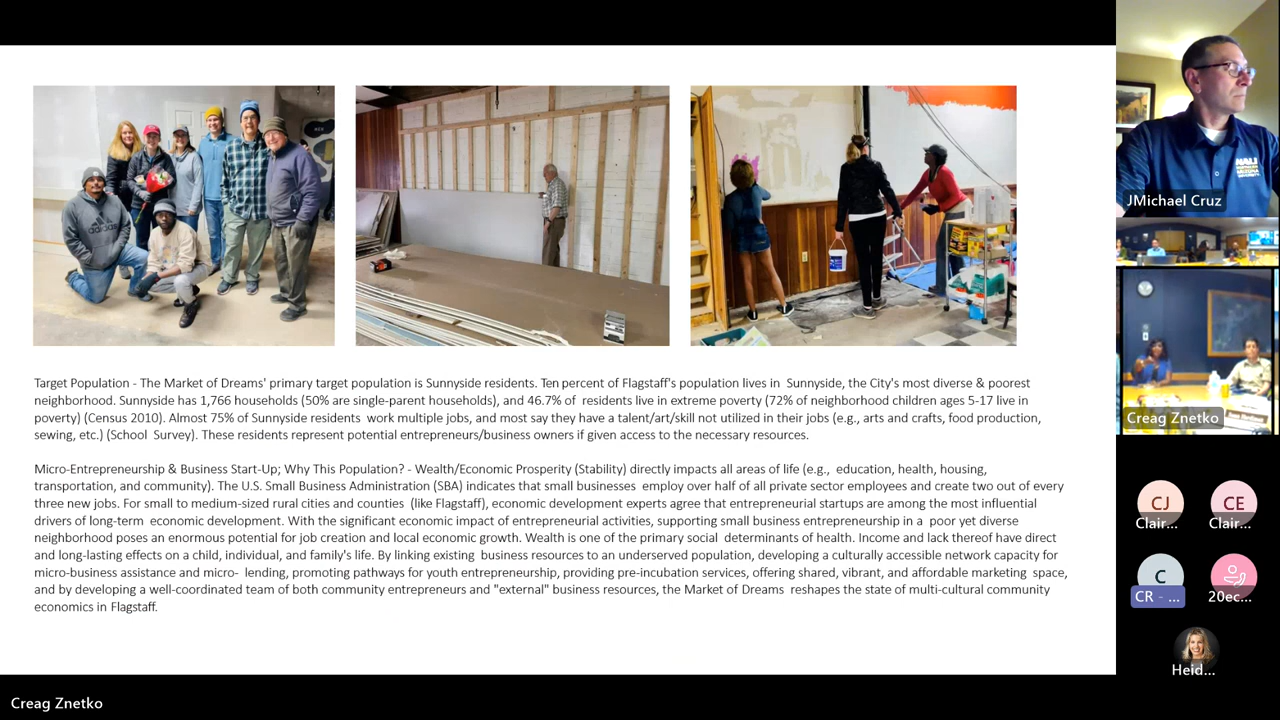 Target Population - The Market of Dreams' primary target population is Sunnyside residents. Ten percent of Flagstaff's population lives in Sunnyside, the City's most diverse & poorest
neighborhood. Sunnyside has 1,766 households (50% are single-parent households), and 46.7% of residents live in extreme poverty (72% of neighborhood children ages 5-17 live in
poverty) (Census 2010). Almost 75% of Sunnyside residents work multiple jobs, and most say they have a talent/art/skill not utilized in their jobs (e.g., arts and crafts, food production,
sewing, etc.) (School Survey). These residents represent potential entrepreneurs/business owners if given access to the necessary resources.
Micro-Entrepreneurship & Business Start-Up; Why This Population? - Wealth/Economic Prosperity (Stability) directly impacts all areas of life (e.g., education, health, housing,
transportation, and community). The U.S. Small Business Administration (SBA) indicates that small businesses employ over half of all private sector employees and create two out of every
three new jobs. For small to medium-sized rural cities and counties (like Flagstaff), economic development experts agree that entrepreneurial startups are among the most influential
drivers of long-term economic development. With the significant economic impact of entrepreneurial activities, supporting small business entrepreneurship in a poor yet diverse
neighborhood poses an enormous potential for job creation and local economic growth. Wealth is one of the primary social determinants of health. Income and lack thereof have direct
and long-lasting effects on a child, individual, and family's life. By linking existing business resources to an underserved population, developing a culturally accessible network capacity for
micro-business assistance and micro- lending, promoting pathways for youth entrepreneurship, providing pre-incubation services, offering shared, vibrant, and affordable marketing space,
and by developing a well-coordinated team of both community entrepreneurs and "external" business resources, the Market of Dreams reshapes the state of multi-cultural community
economics in Flagstaff.
Creag Znetko
NAU
JMichael Cruz
Creag Znetko
CJ
Clair...
CE
Clair...
C
CR - ...
20ec...
Heid...